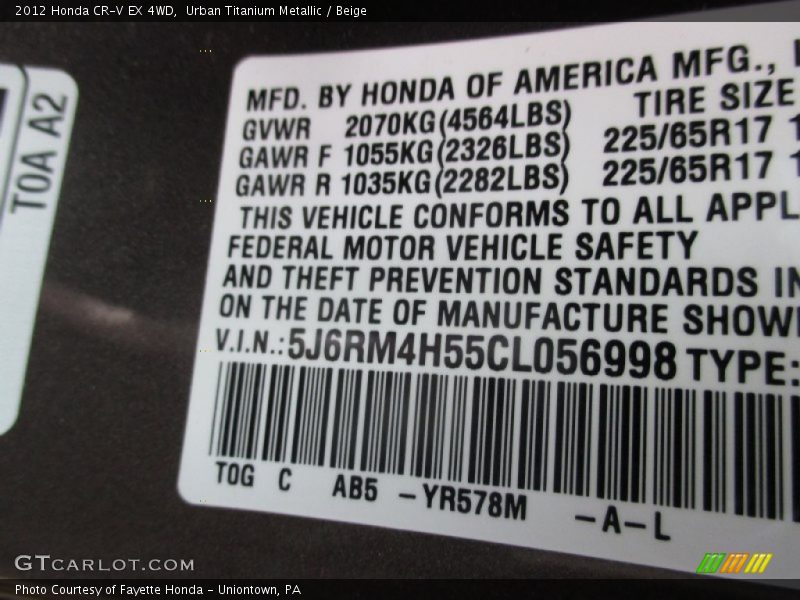 2012 Honda CR-V EX 4WD, Urban Titanium Metallic / Beige
TOA A2
MFD. BY HONDA OF AMERICA MFG.,
TIRE SIZE
GVWR 2070KG(4564LBS)
GAWR F 1055KG(2326LBS) 225/65R17 1
GAWR R 1035KG(2282LBS) 225/65R17 1
THIS VEHICLE CONFORMS TO ALL APPL
FEDERAL MOTOR VEHICLE SAFETY
AND THEFT PREVENTION STANDARDS IN
ON THE DATE OF MANUFACTURE SHOW
V.I.N.: 5J6RM4H55CL056998 TYPE:
TOG C AB5 -YR578M -A-L
GTCARLOT.COM
Photo Courtesy of Fayette Honda - Uniontown, PA